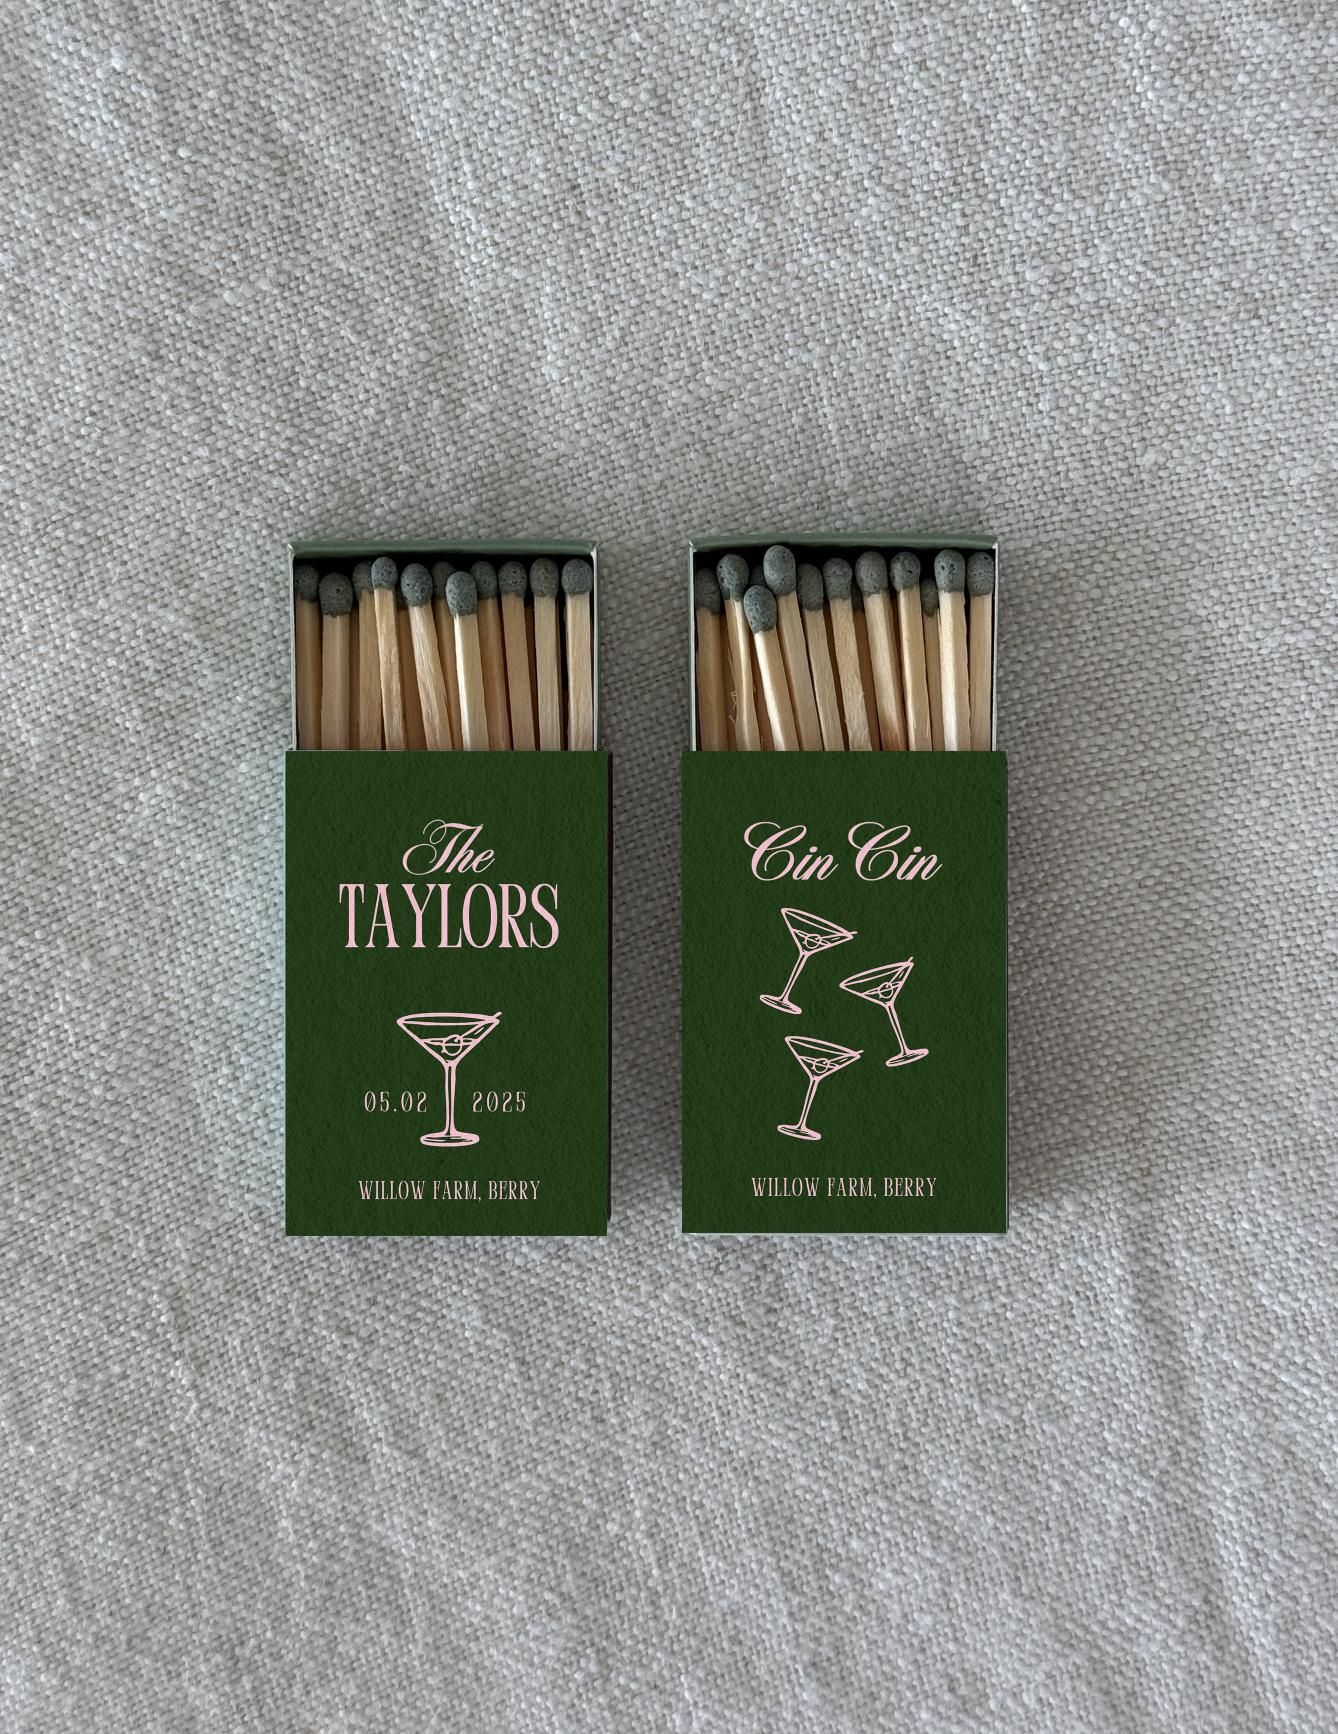 The
TAYLORS
05.02 2025
WILLOW FARM, BERRY
Cin Cin
WILLOW FARM, BERRY